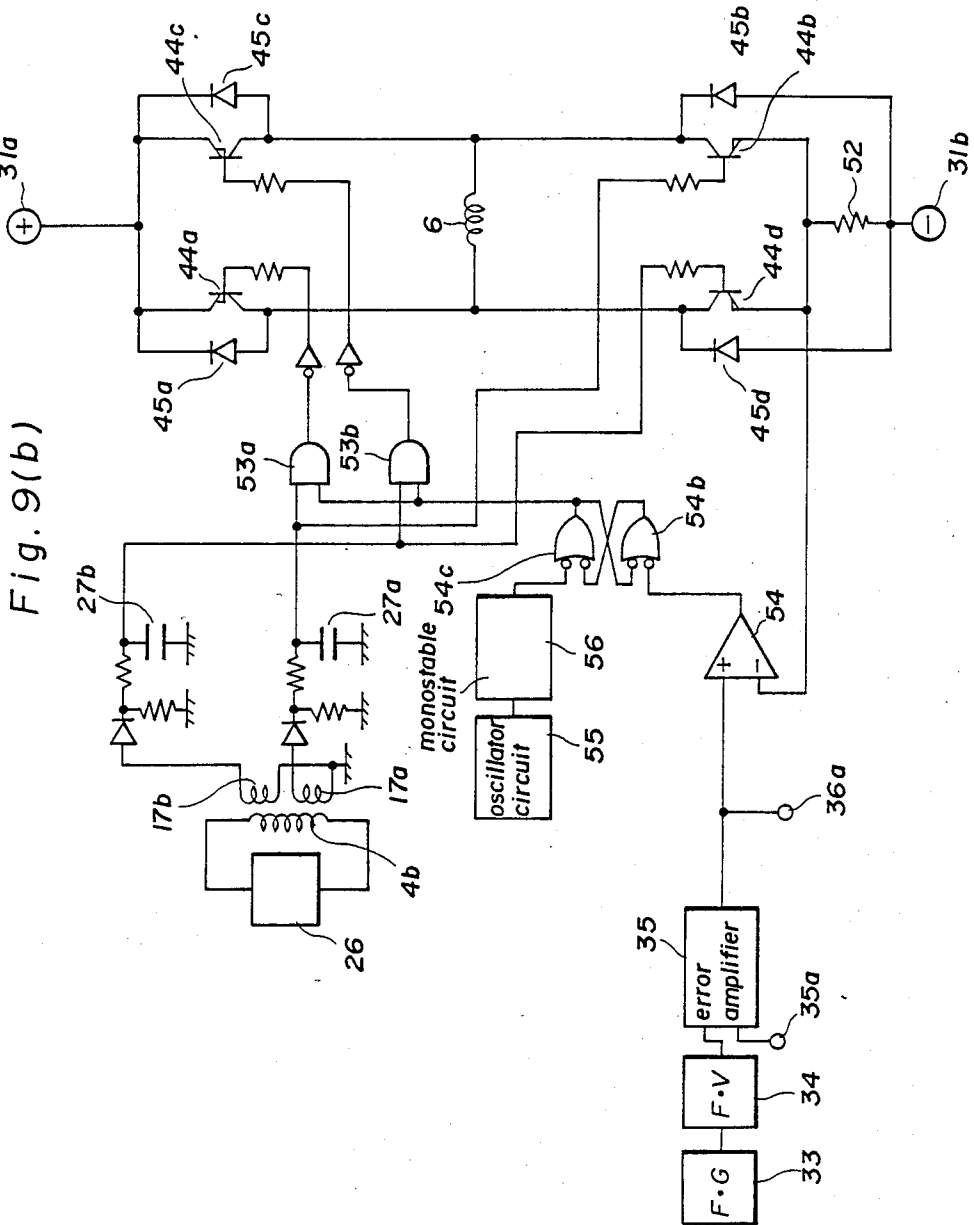 Fig. 9(b)
31a
+
44c
45c
44a
45a
6
45b
44b
52
31b
−
44d
45d
53a
53b
27b
27a
17b
17a
4b
26
54c
54b
monostable
circuit
56
oscillator
circuit
55
54
+
−
36a
35
error
amplifier
35a
F·V
34
F·G
33